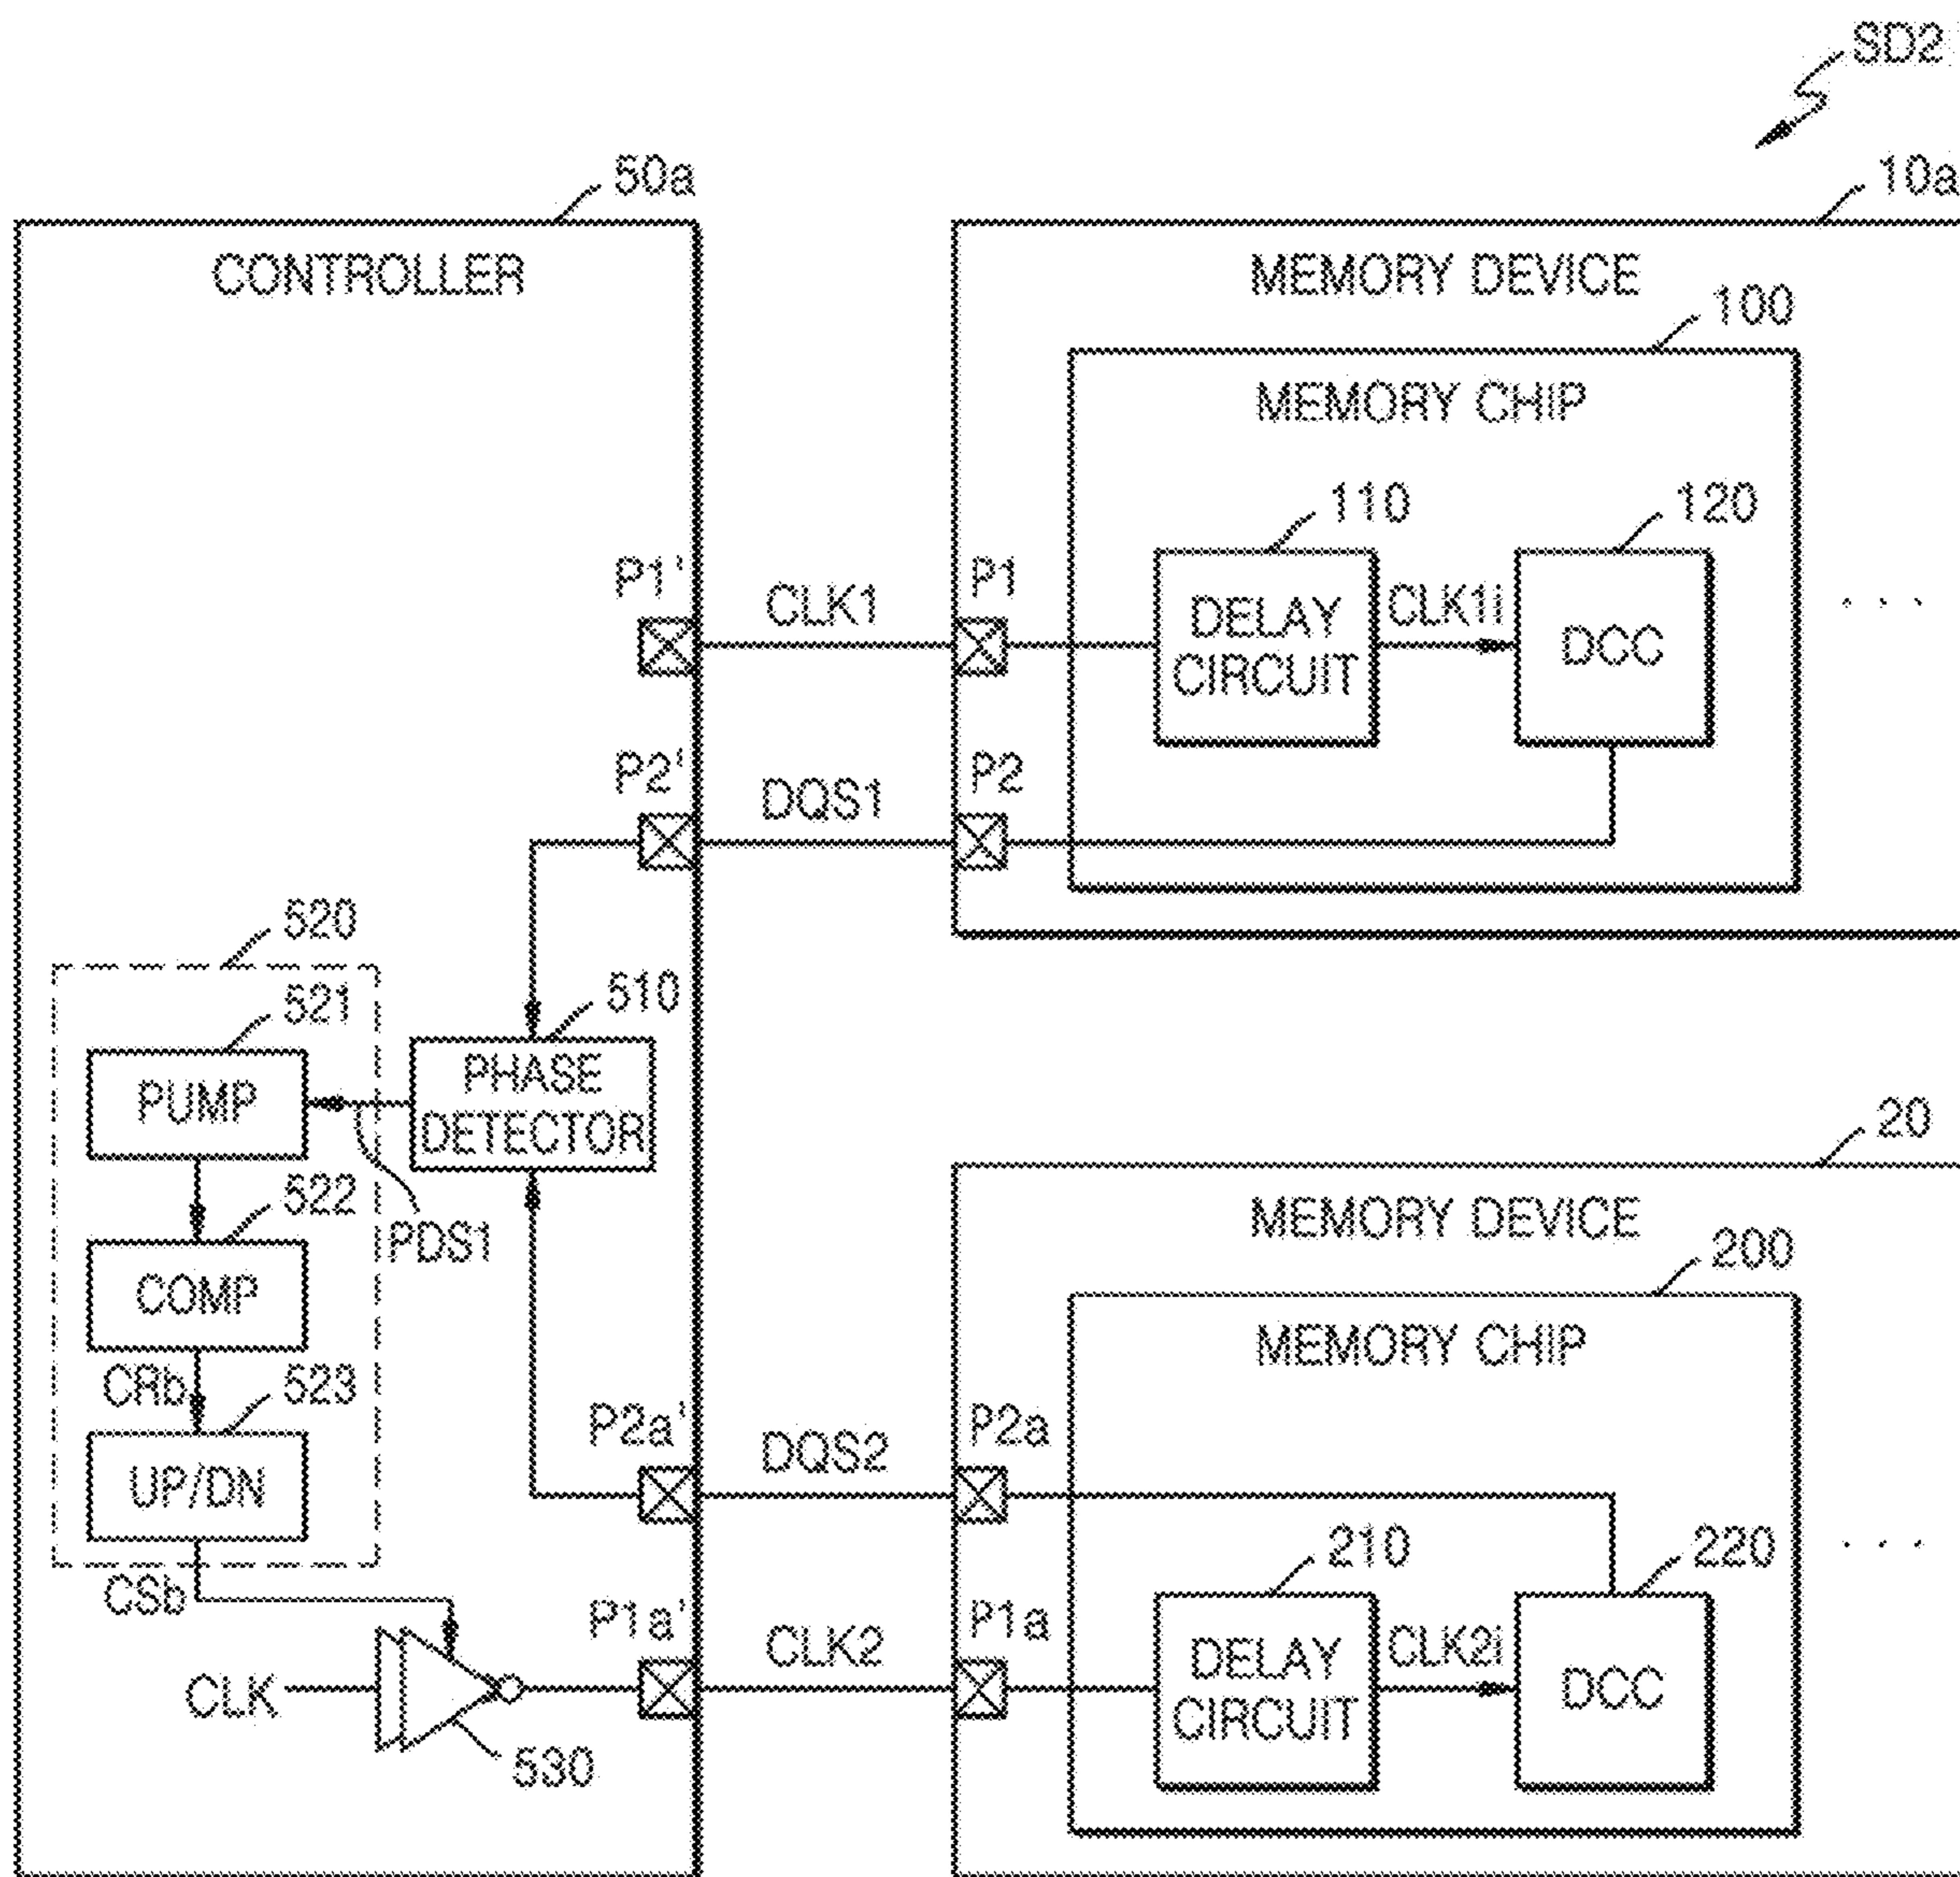 SD2
50a
10a
CONTROLLER
MEMORY DEVICE
100
MEMORY CHIP
110
120
P1'
CLK1
P1
DELAY
CIRCUIT
CLK1i
DCC
. . .
P2'
DQS1
P2
520
521
510
PUMP
PHASE
DETECTOR
20
522
PDS1
MEMORY DEVICE
200
COMP
MEMORY CHIP
CRb
523
UP/DN
P2a'
DQS2
P2a
210
220
. . .
CSb
P1a'
CLK2
P1a
DELAY
CIRCUIT
CLK2i
DCC
CLK
530